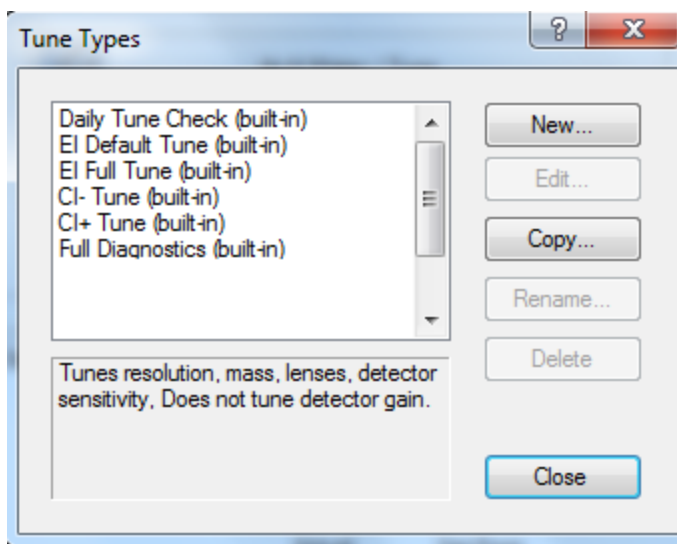 Tune Types
Daily Tune Check (built-in)
EI Default Tune (built-in)
EI Full Tune (built-in)
CI- Tune (built-in)
CI+ Tune (built-in)
Full Diagnostics (built-in)
New...
Edit...
Copy...
Rename...
Delete
Tunes resolution, mass, lenses, detector
sensitivity, Does not tune detector gain.
Close